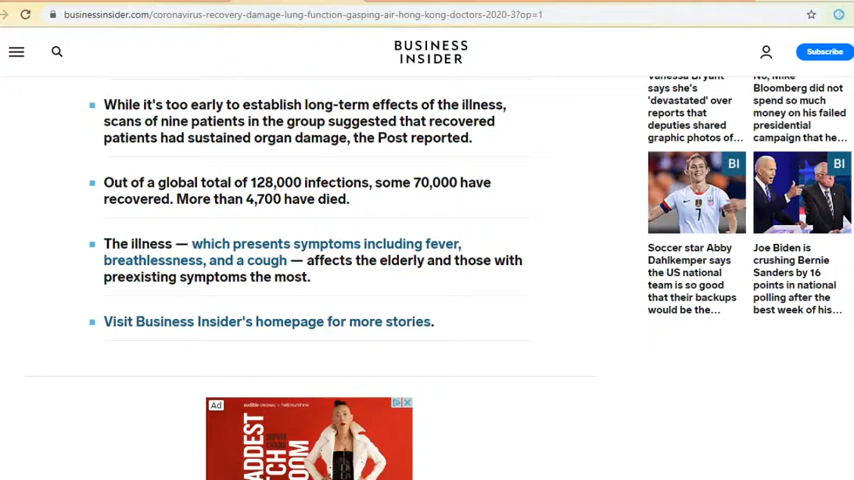 businessinsider.com/coronavirus-recovery-damage-lung-function-gasping-air-hong-kong-doctors-2020-3?op=1
BUSINESS
INSIDER
Subscribe
While it's too early to establish long-term effects of the illness,
scans of nine patients in the group suggested that recovered
patients had sustained organ damage, the Post reported.
Out of a global total of 128,000 infections, some 70,000 have
recovered. More than 4,700 have died.
The illness — which presents symptoms including fever,
breathlessness, and a cough — affects the elderly and those with
preexisting symptoms the most.
Visit Business Insider's homepage for more stories.
Ad
Vanessa Bryant
says she's
'devastated' over
reports that
deputies shared
graphic photos of...
No, Mike
Bloomberg did not
spend so much
money on his failed
presidential
campaign that he...
BI
7
BI
Soccer star Abby
Dahlkemper says
the US national
team is so good
that their backups
would be the...
Joe Biden is
crushing Bernie
Sanders by 16
points in national
polling after the
best week of his...